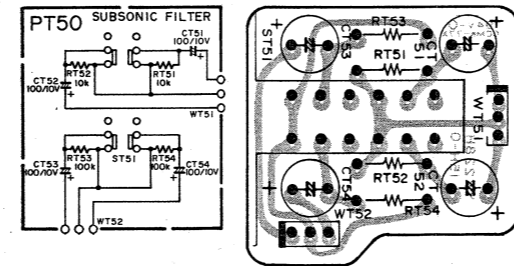 PT50
SUBSONIC FILTER
CT51
100/10V
RT52
10k
RT51
10k
CT52
100/10V
WT51
CT53
100/10V
RT53
100k
ST51
RT54
100k
CT54
100/10V
WT52
ST51
CT53
RT53
RT51
CT51
WT51
CT54
RT52
CT52
WT52
RT54